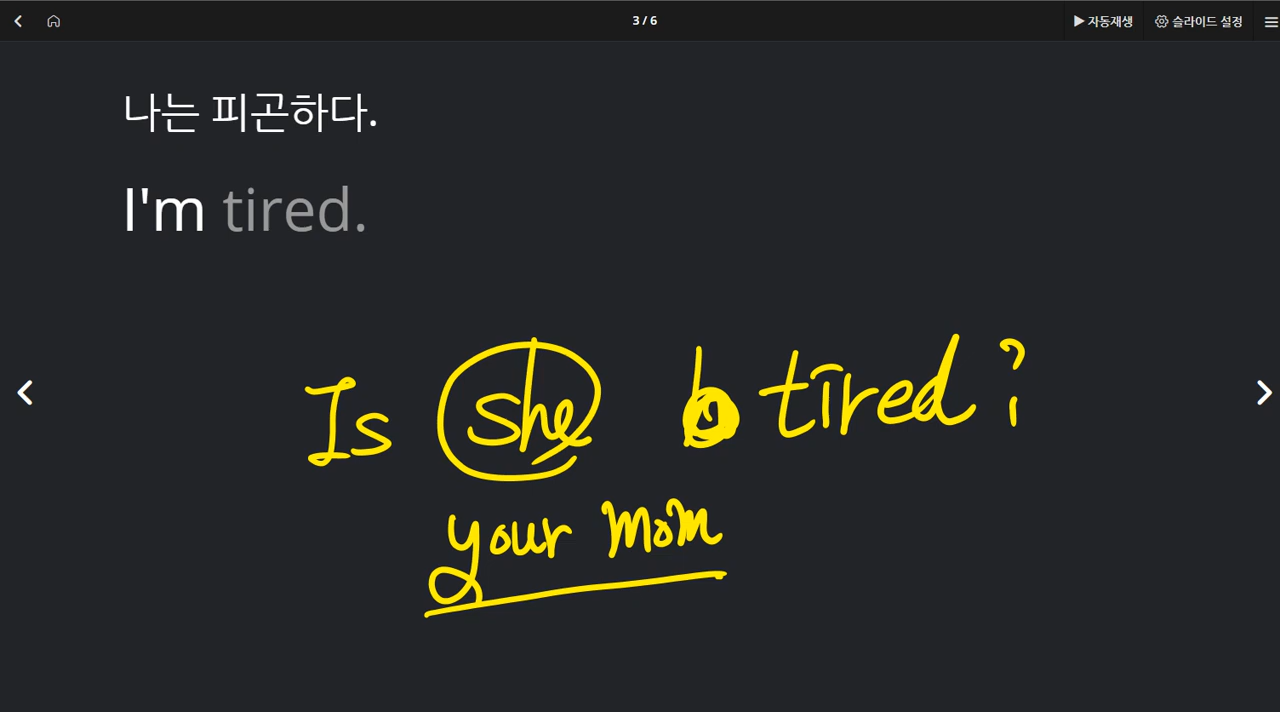 3 / 6
자동재생
슬라이드 설정
나는 피곤하다.
I'm tired.
Is she tired?
your mom